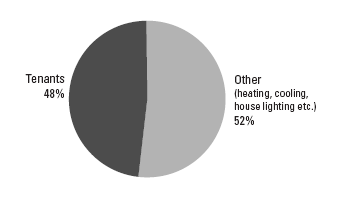 Tenants
48%
Other
(heating, cooling,
house lighting etc.)
52%